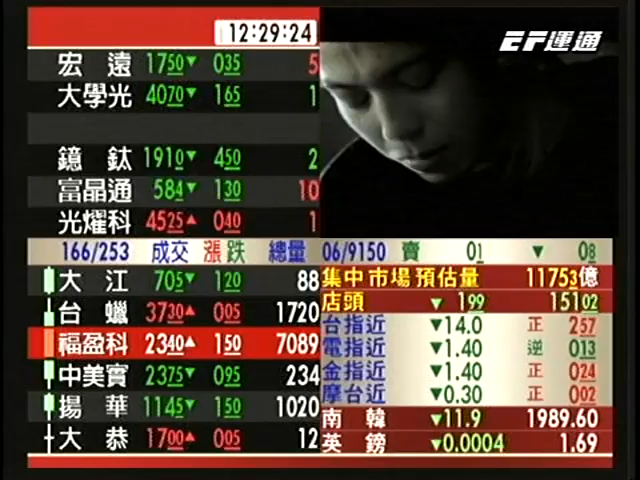 12:29:24
EF運通
宏 遠 1750▼ 035 5
大學光 4070▼ 165 1
鐿 鈦 1910▼ 450 2
富晶通 584▼ 130 10
光燿科 4525▲ 040 1
166/253 成交 漲跌 總量
06/9150 賣 01 ▼ 08
大 江 705▼ 120 88
台 蠟 3730▲ 005 1720
福盈科 2340▲ 150 7089
中美實 2375▼ 095 234
揚 華 1145▼ 150 1020
大 恭 1700▲ 005 12
集中市場預估量 11753億
店頭 ▼ 199 15102
台指近 ▼14.0 正 257
電指近 ▼1.40 逆 013
金指近 ▼1.40 正 024
摩台近 ▼0.30 正 002
南 韓 ▼11.9 1989.60
英 鎊 ▼0.0004 1.69